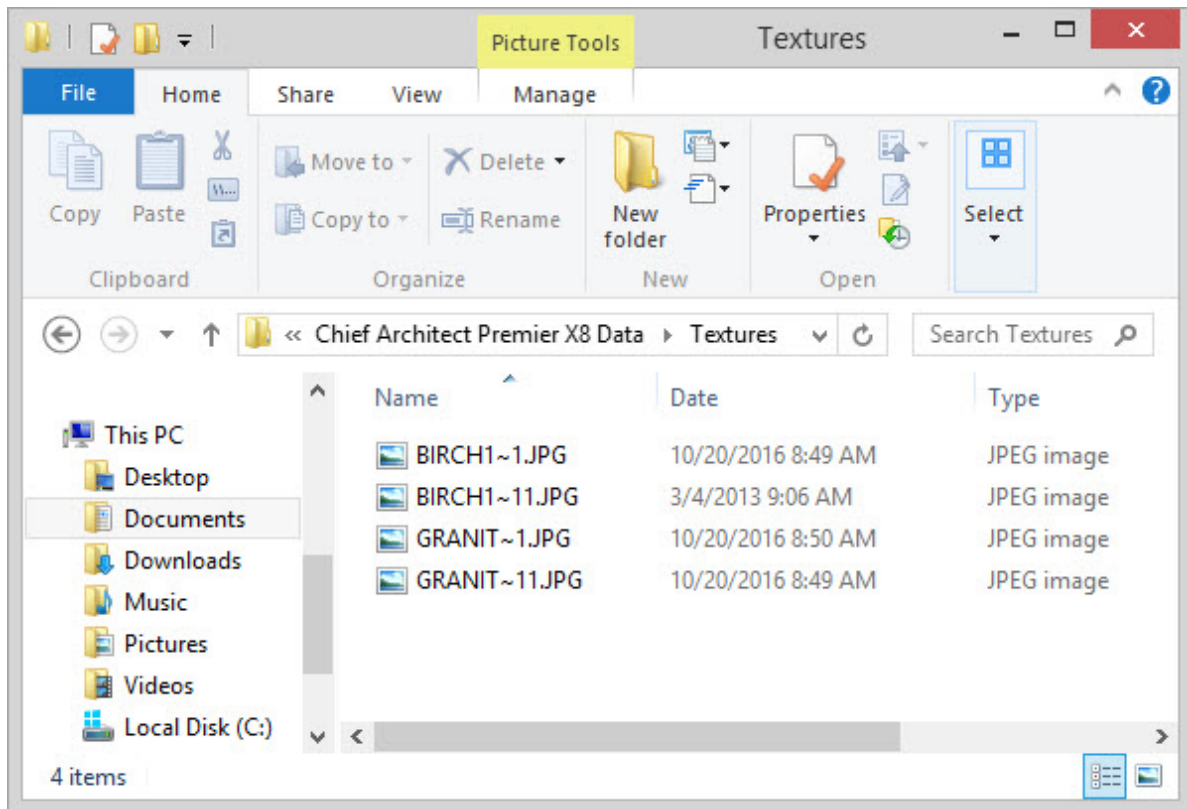 Picture Tools Textures
File Home Share View Manage
Copy Paste Move to Copy to Delete Rename New folder Properties Select
Clipboard Organize New Open
« Chief Architect Premier X8 Data Textures Search Textures
Name Date Type
This PC
Desktop
Documents
Downloads
Music
Pictures
Videos
Local Disk (C:)
BIRCH1~1.JPG 10/20/2016 8:49 AM JPEG image
BIRCH1~11.JPG 3/4/2013 9:06 AM JPEG image
GRANIT~1.JPG 10/20/2016 8:50 AM JPEG image
GRANIT~11.JPG 10/20/2016 8:49 AM JPEG image
4 items